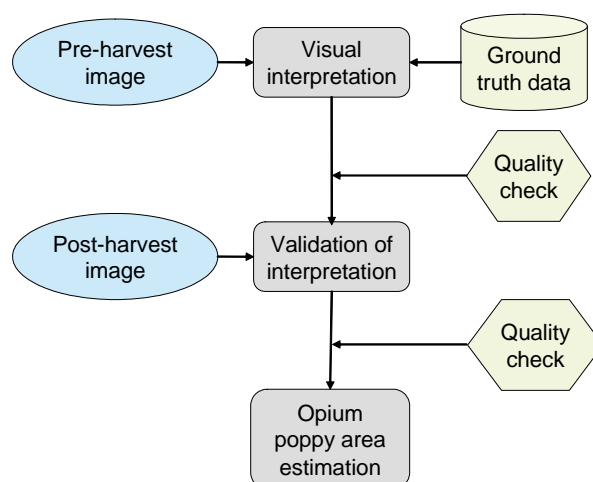 Pre-harvest
image
Visual
interpretation
Ground
truth data
Quality
check
Post-harvest
image
Validation of
interpretation
Quality
check
Opium
poppy area
estimation